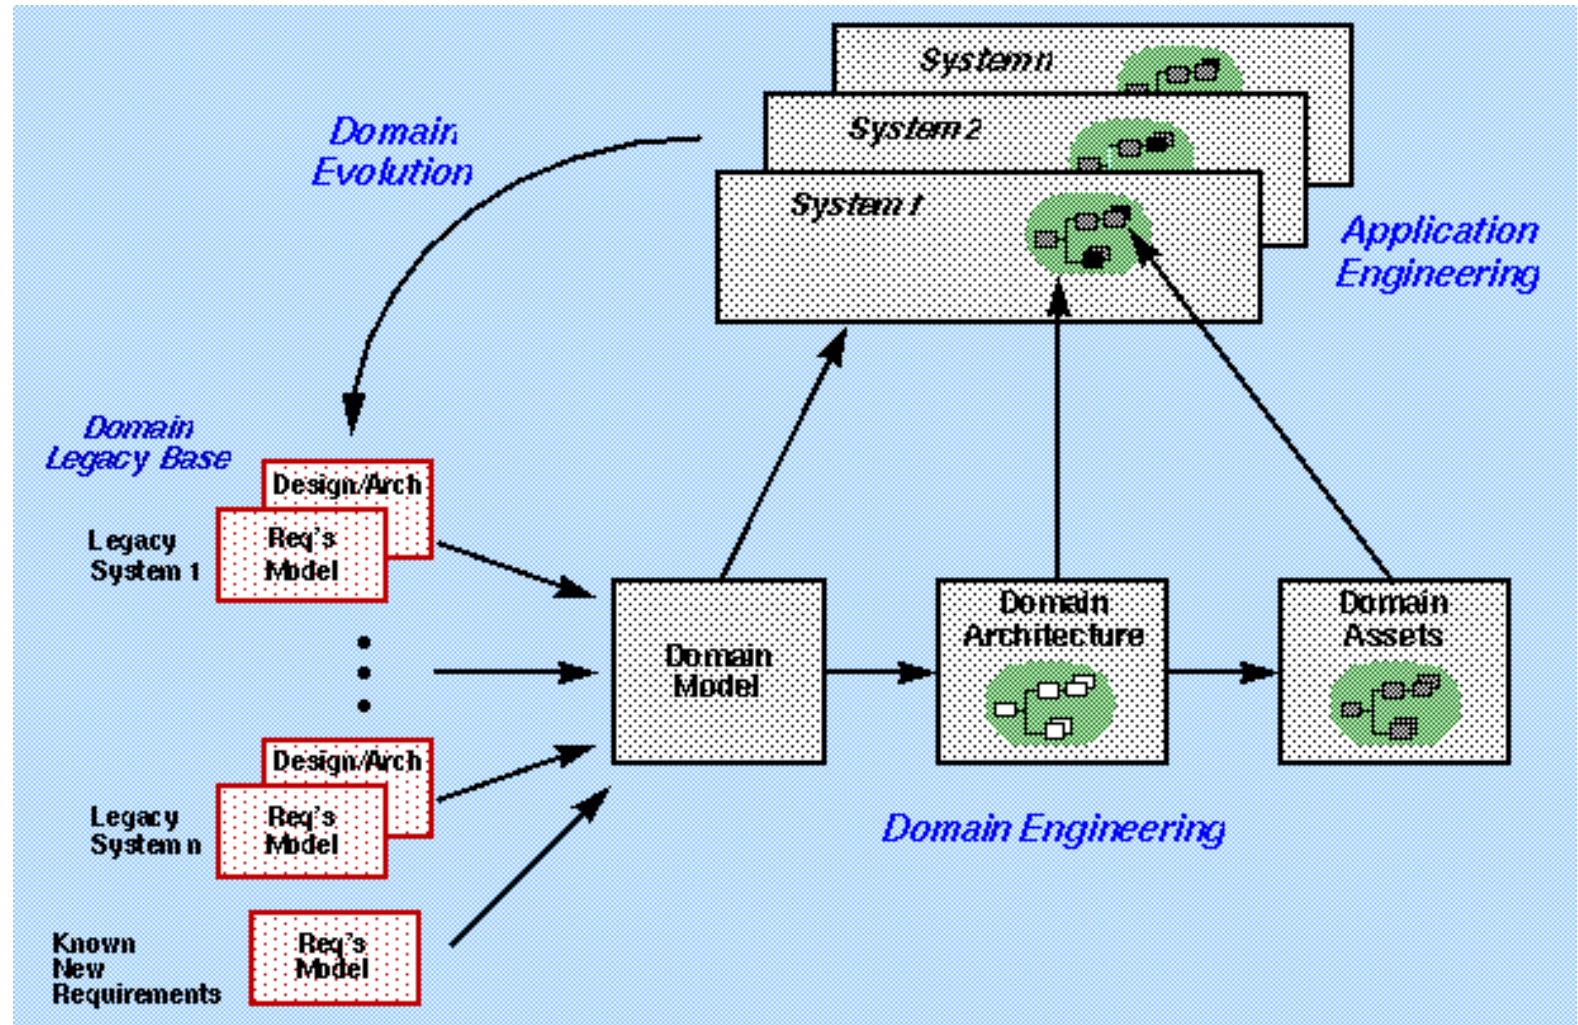 System n
System 2
System 1
Domain
Evolution
Application
Engineering
Domain
Legacy Base
Design/Arch
Req's
Model
Legacy
System 1
Design/Arch
Req's
Model
Legacy
System n
Req's
Model
Known
New
Requirements
Domain
Model
Domain
Architecture
Domain
Assets
Domain Engineering